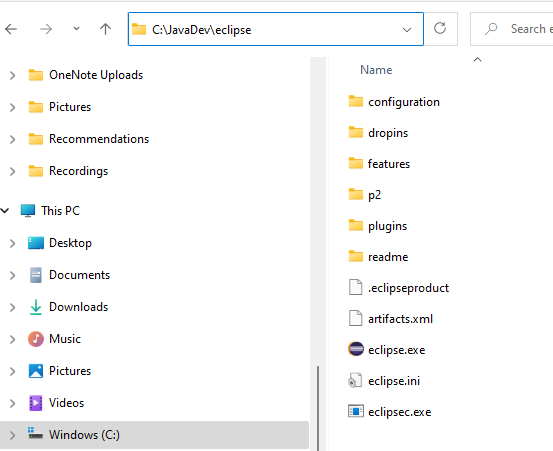 C:\JavaDev\eclipse
Search e
OneNote Uploads
Pictures
Recommendations
Recordings
This PC
Desktop
Documents
Downloads
Music
Pictures
Videos
Windows (C:)
Name
configuration
dropins
features
p2
plugins
readme
.eclipseproduct
artifacts.xml
eclipse.exe
eclipse.ini
eclipsec.exe